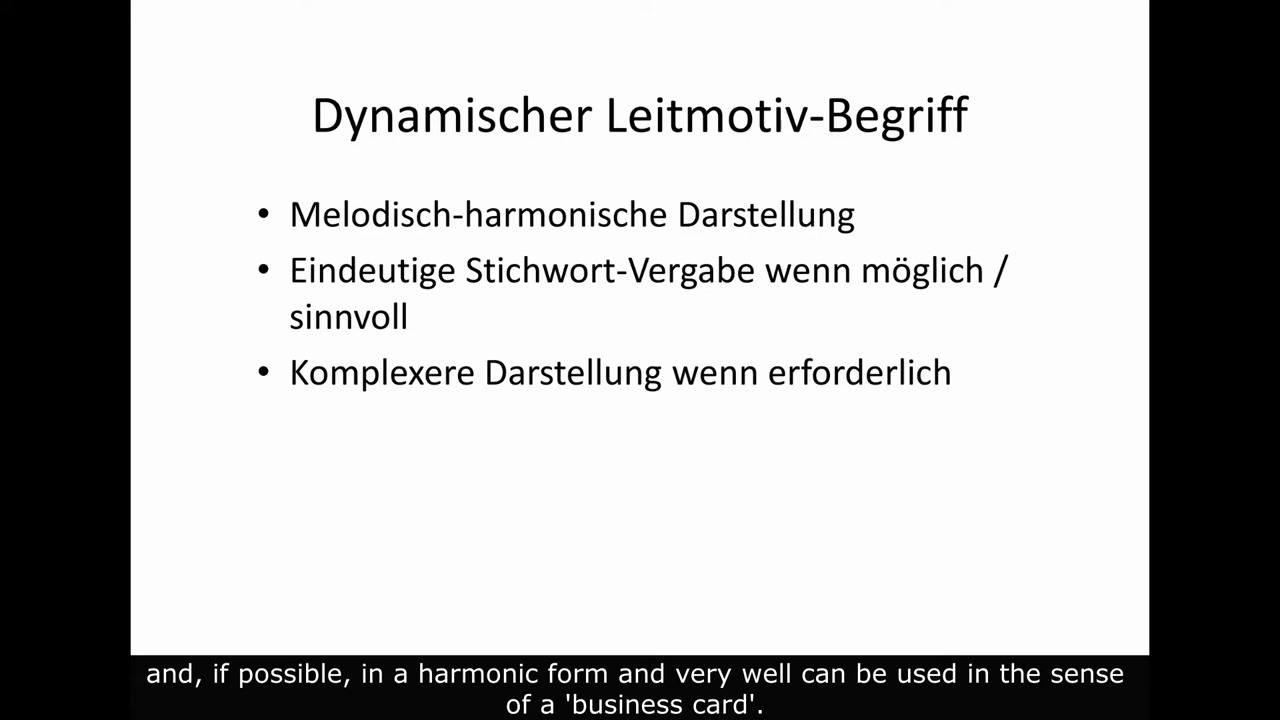 Dynamischer Leitmotiv-Begriff
• Melodisch-harmonische Darstellung
• Eindeutige Stichwort-Vergabe wenn möglich /
sinnvoll
• Komplexere Darstellung wenn erforderlich
and, if possible, in a harmonic form and very well can be used in the sense
of a 'business card'.